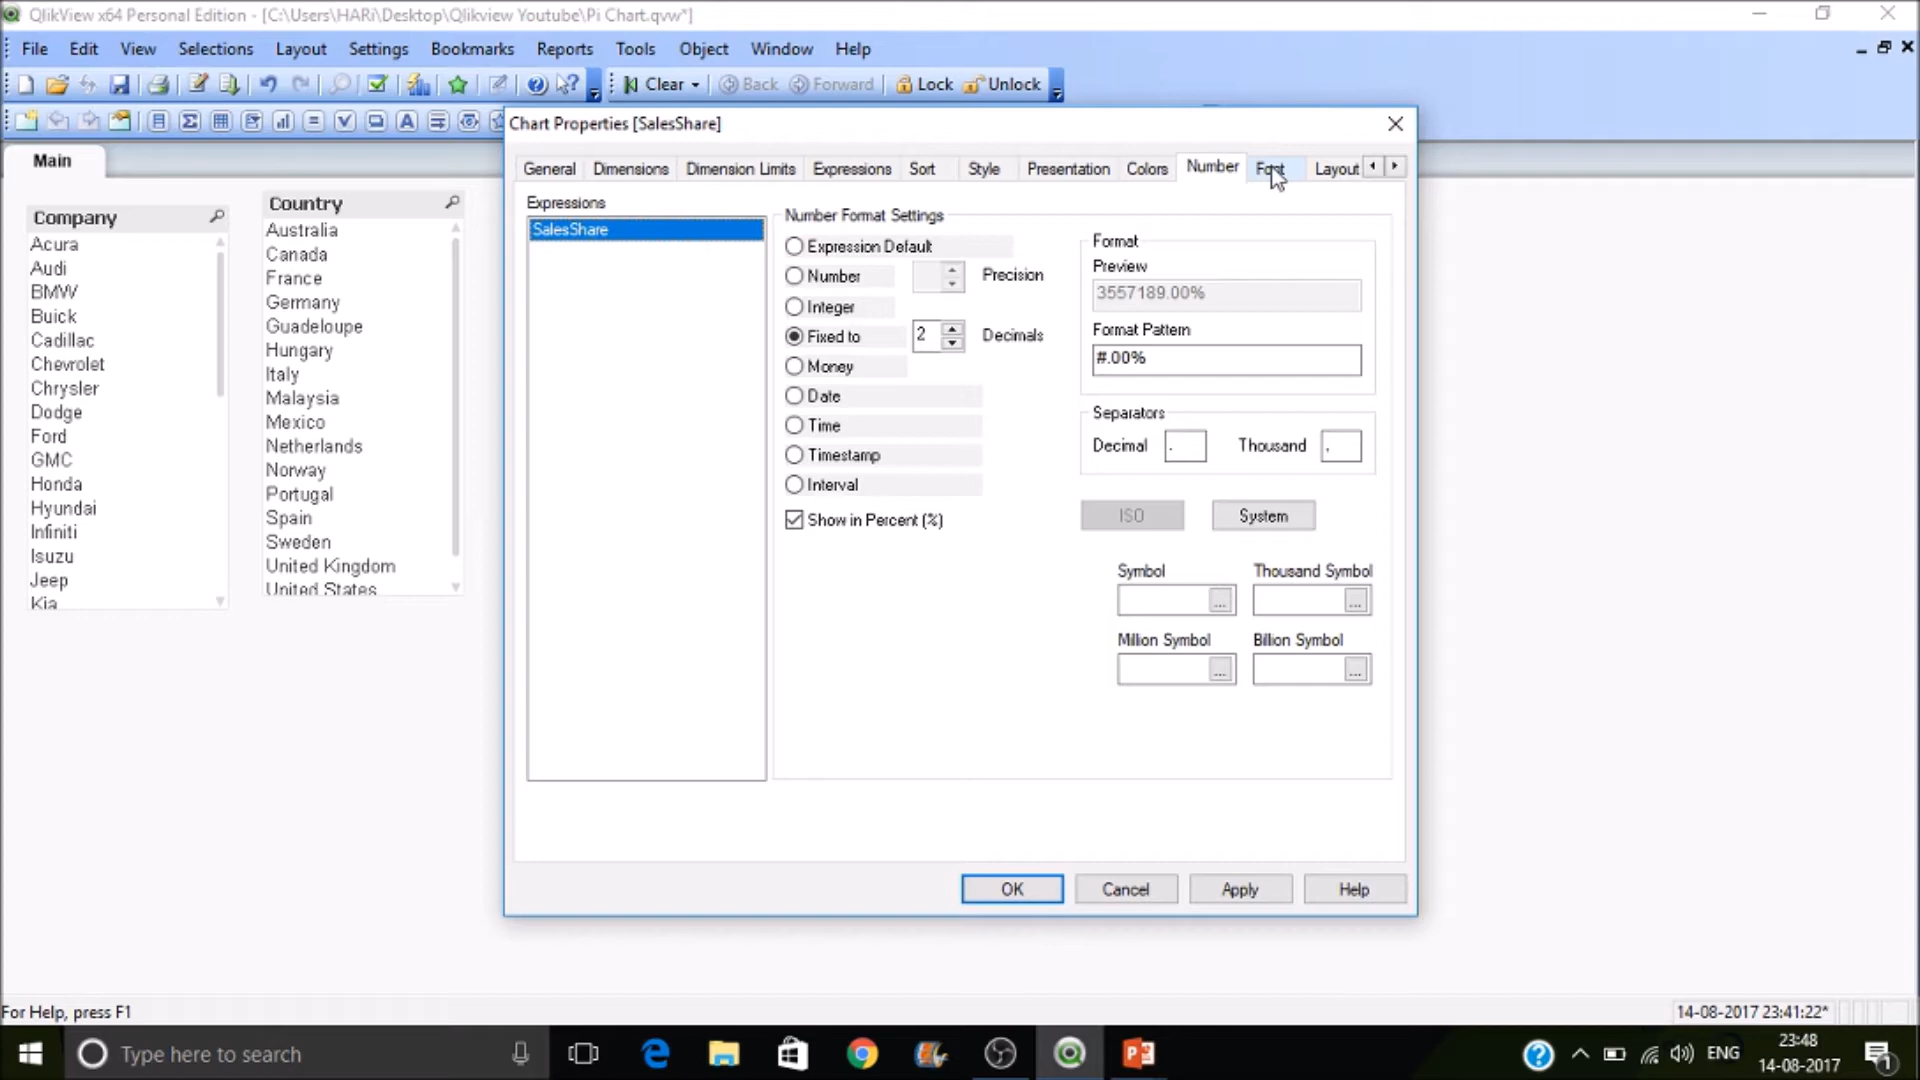 QlikView x64 Personal Edition - [C:\Users\HARi\Desktop\Qlikview Youtube\Pi Chart.qvw*]
File Edit View Selections Layout Settings Bookmarks Reports Tools Object Window Help
Clear Back Forward Lock Unlock
Main
Company
Acura
Audi
BMW
Buick
Cadillac
Chevrolet
Chrysler
Dodge
Ford
GMC
Honda
Hyundai
Infiniti
Isuzu
Jeep
Kia
Country
Australia
Canada
France
Germany
Guadeloupe
Hungary
Italy
Malaysia
Mexico
Netherlands
Norway
Portugal
Spain
Sweden
United Kingdom
United States
Chart Properties [SalesShare]
General Dimensions Dimension Limits Expressions Sort Style Presentation Colors Number Font Layout
Expressions
SalesShare
Number Format Settings
Expression Default
Number Precision
Integer
Fixed to 2 Decimals
Money
Date
Time
Timestamp
Interval
Show in Percent (%)
Format
Preview
3557189.00%
Format Pattern
#.00%
Separators
Decimal . Thousand ,
ISO System
Symbol Thousand Symbol
... ...
Million Symbol Billion Symbol
... ...
OK Cancel Apply Help
For Help, press F1
14-08-2017 23:41:22*
Type here to search
ENG
23:48
14-08-2017
1